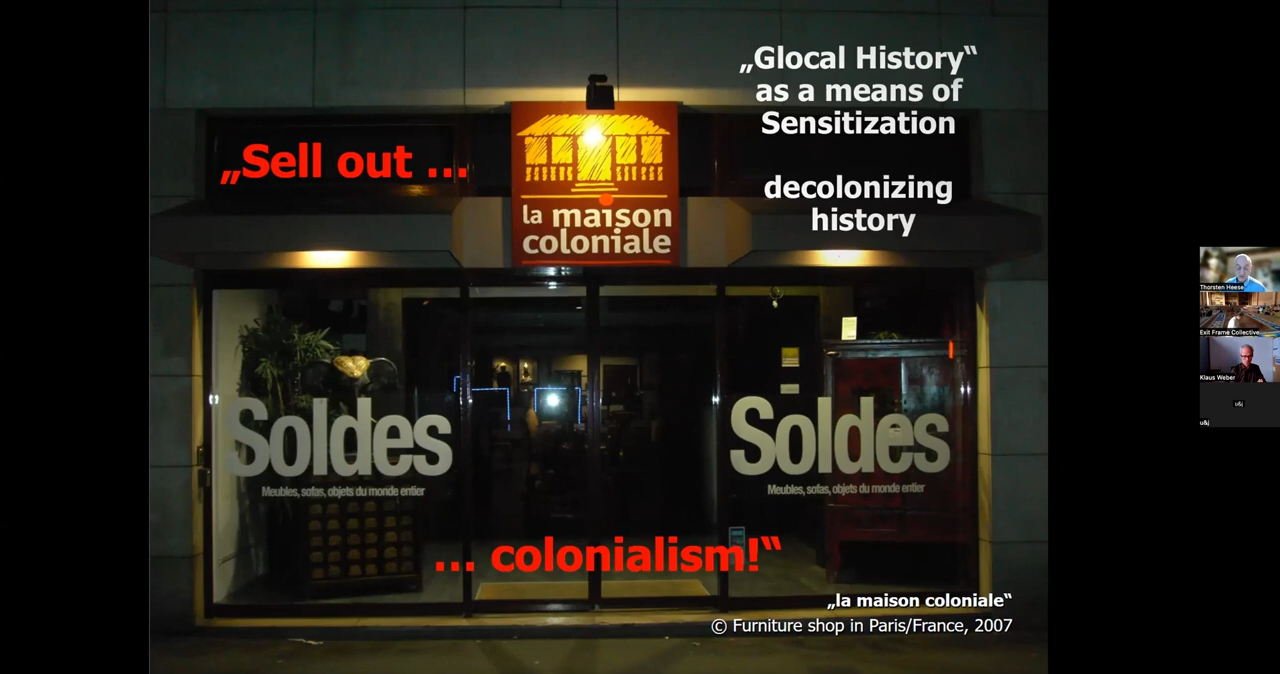 „Glocal History“
as a means of
Sensitization
decolonizing
history
„Sell out ...
la maison
coloniale
Soldes
Meubles, sofas, objets du monde entier
Soldes
Meubles, sofas, objets du monde entier
... colonialism!“
„la maison coloniale“
© Furniture shop in Paris/France, 2007
Thorsten Heese
Exit Frame Collective
Klaus Weber
u&j
u&j